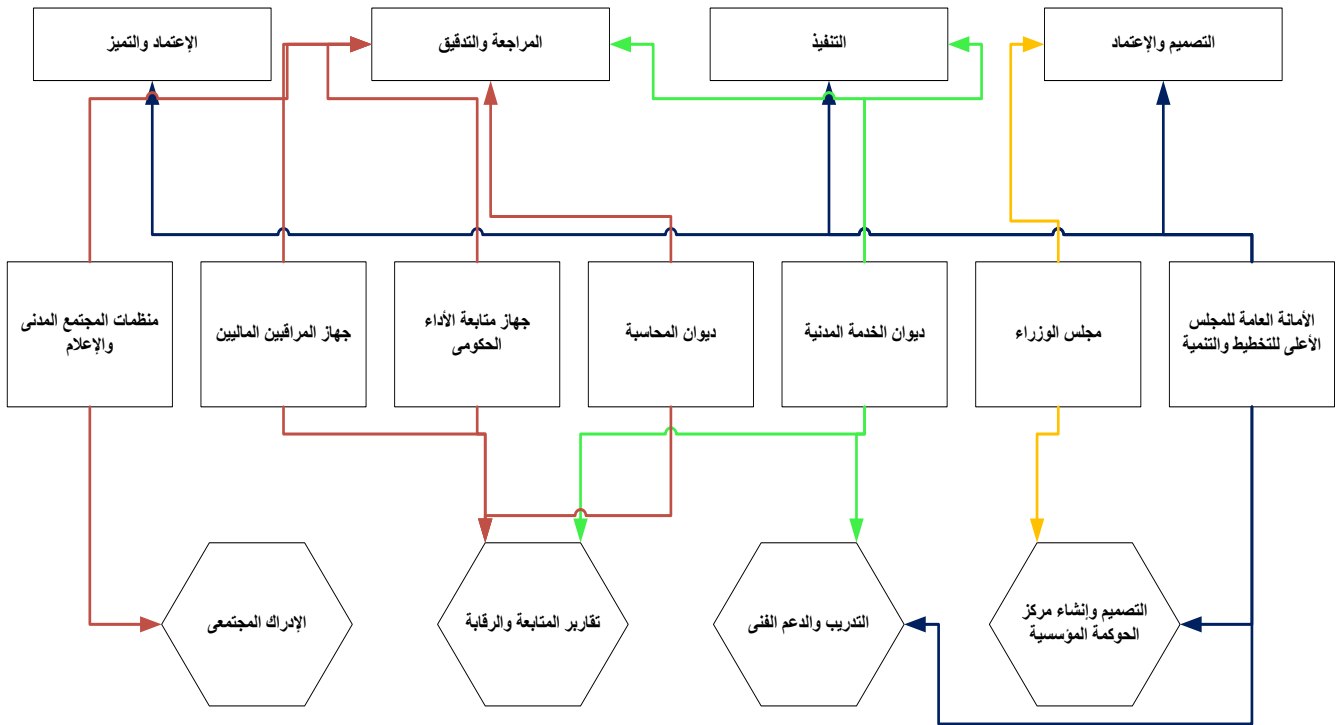 التصميم والإعتماد
التنفيذ
المراجعة والتدقيق
الإعتماد والتميز
الأمانة العامة للمجلس
الأعلى للتخطيط والتنمية
مجلس الوزراء
ديوان الخدمة المدنية
ديوان المحاسبة
جهاز متابعة الأداء
الحكومى
جهاز المراقبين الماليين
منظمات المجتمع المدنى
والإعلام
التصميم وإنشاء مركز
الحوكمة المؤسسية
التدريب والدعم الفنى
تقاربر المتابعة والرقابة
الإدراك المجتمعى